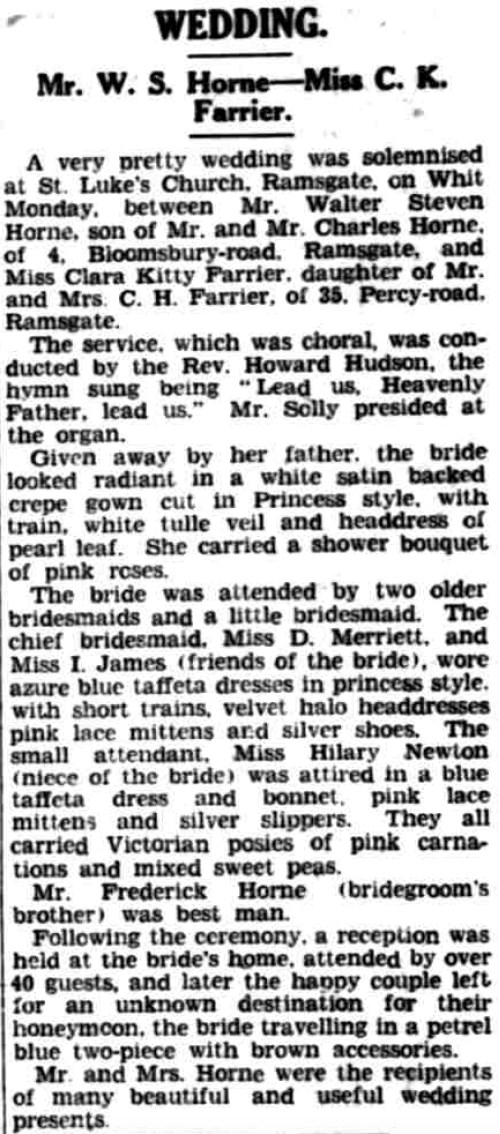 WEDDING.
Mr. W. S. Horne—Miss C. K.
Farrier.
A very pretty wedding was solemnised
at St. Luke's Church, Ramsgate, on Whit
Monday, between Mr. Walter Steven
Horne, son of Mr. and Mr. Charles Horne,
of 4, Bloomsbury-road, Ramsgate, and
Miss Clara Kitty Farrier, daughter of Mr.
and Mrs. C. H. Farrier, of 35, Percy-road,
Ramsgate.
The service, which was choral, was con-
ducted by the Rev. Howard Hudson, the
hymn sung being "Lead us, Heavenly
Father, lead us." Mr. Solly presided at
the organ.
Given away by her father, the bride
looked radiant in a white satin backed
crepe gown cut in Princess style, with
train, white tulle veil and headdress of
pearl leaf. She carried a shower bouquet
of pink roses.
The bride was attended by two older
bridesmaids and a little bridesmaid. The
chief bridesmaid, Miss D. Merriett, and
Miss I. James (friends of the bride), wore
azure blue taffeta dresses in princess style,
with short trains, velvet halo headdresses
pink lace mittens and silver shoes. The
small attendant, Miss Hilary Newton
(niece of the bride) was attired in a blue
taffeta dress and bonnet, pink lace
mittens and silver slippers. They all
carried Victorian posies of pink carna-
tions and mixed sweet peas.
Mr. Frederick Horne (bridegroom's
brother) was best man.
Following the ceremony, a reception was
held at the bride's home, attended by over
40 guests, and later the happy couple left
for an unknown destination for their
honeymoon, the bride travelling in a petrel
blue two-piece with brown accessories.
Mr. and Mrs. Horne were the recipients
of many beautiful and useful wedding
presents.